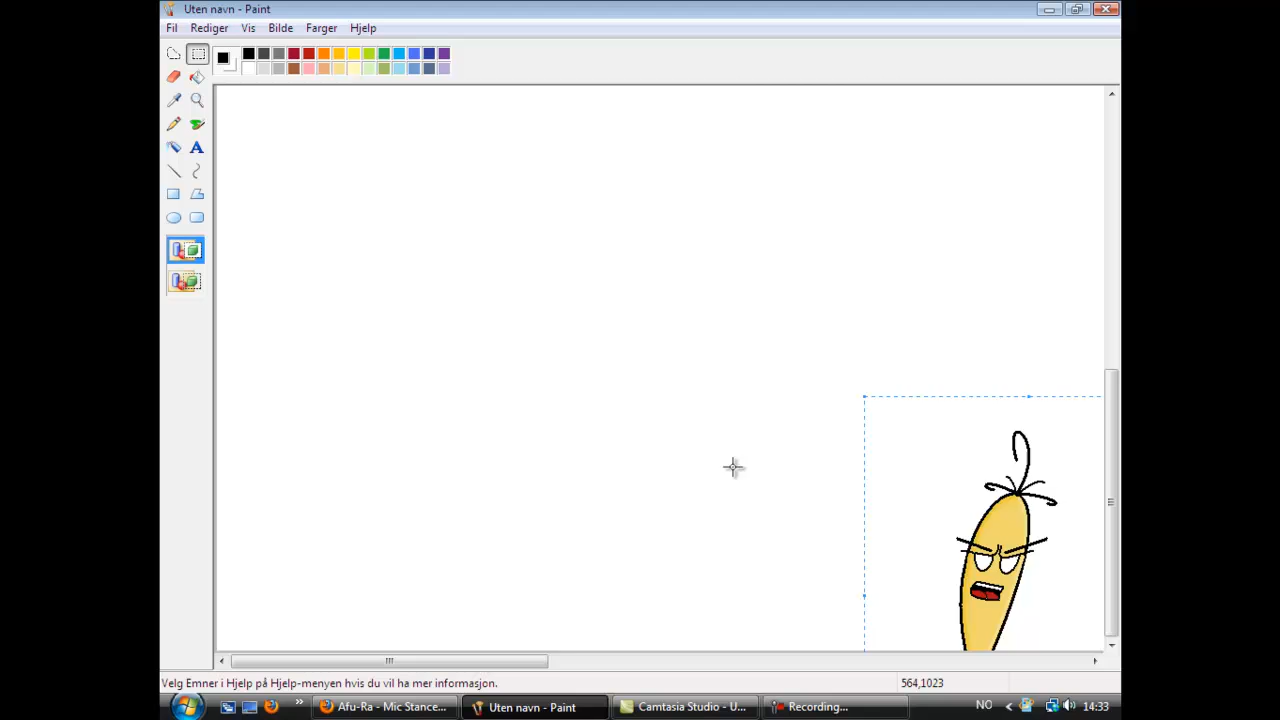 Uten navn - Paint
Fil Rediger Vis Bilde Farger Hjelp
A
Velg Emner i Hjelp på Hjelp-menyen hvis du vil ha mer informasjon.
564,1023
Afu-Ra - Mic Stance...
Uten navn - Paint
Camtasia Studio - U...
Recording...
NO
14:33